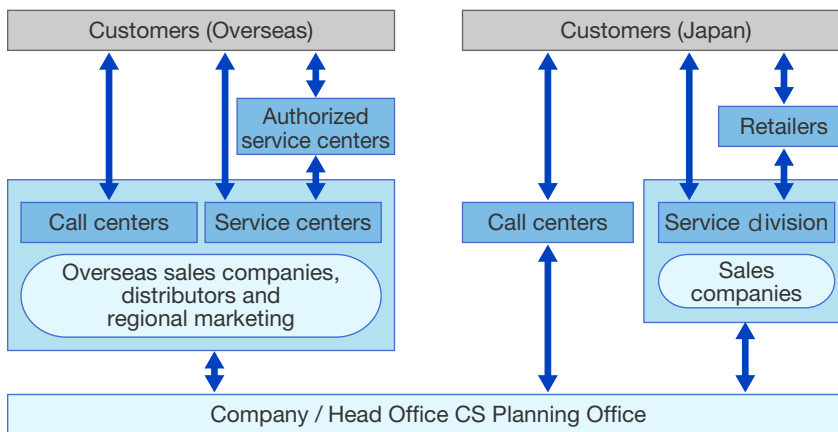 Customers (Overseas)
Customers (Japan)
Authorized
service centers
Retailers
Call centers
Service centers
Call centers
Service division
Overseas sales companies,
distributors and
regional marketing
Sales
companies
Company / Head Office CS Planning Office